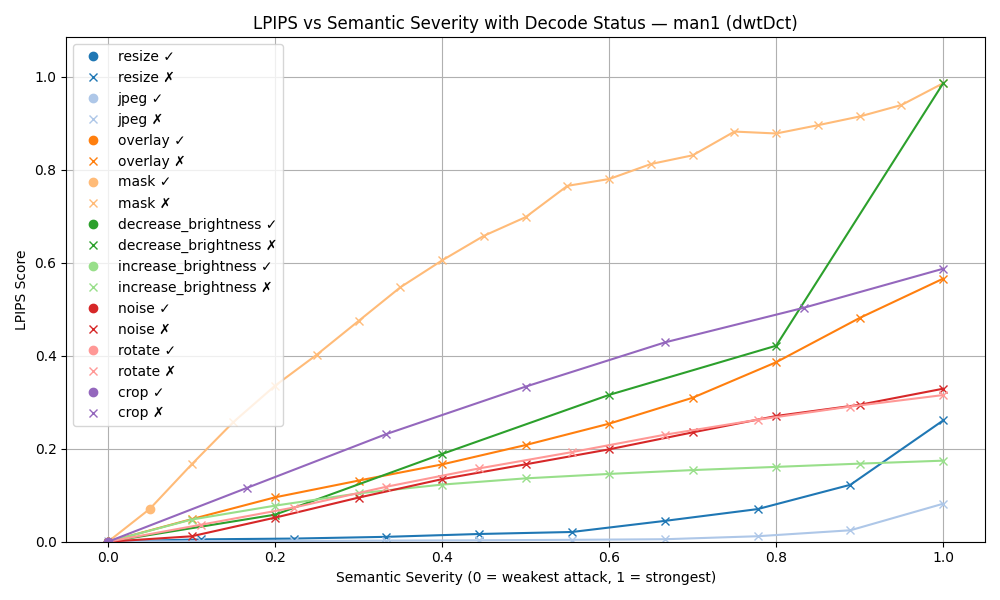 LPIPS vs Semantic Severity with Decode Status — man1 (dwtDct)
resize ✓
resize ✗
jpeg ✓
jpeg ✗
overlay ✓
overlay ✗
mask ✓
mask ✗
decrease_brightness ✓
decrease_brightness ✗
increase_brightness ✓
increase_brightness ✗
noise ✓
noise ✗
rotate ✓
rotate ✗
crop ✓
crop ✗
LPIPS Score
1.0
0.8
0.6
0.4
0.2
0.0
0.0 0.2 0.4 0.6 0.8 1.0
Semantic Severity (0 = weakest attack, 1 = strongest)